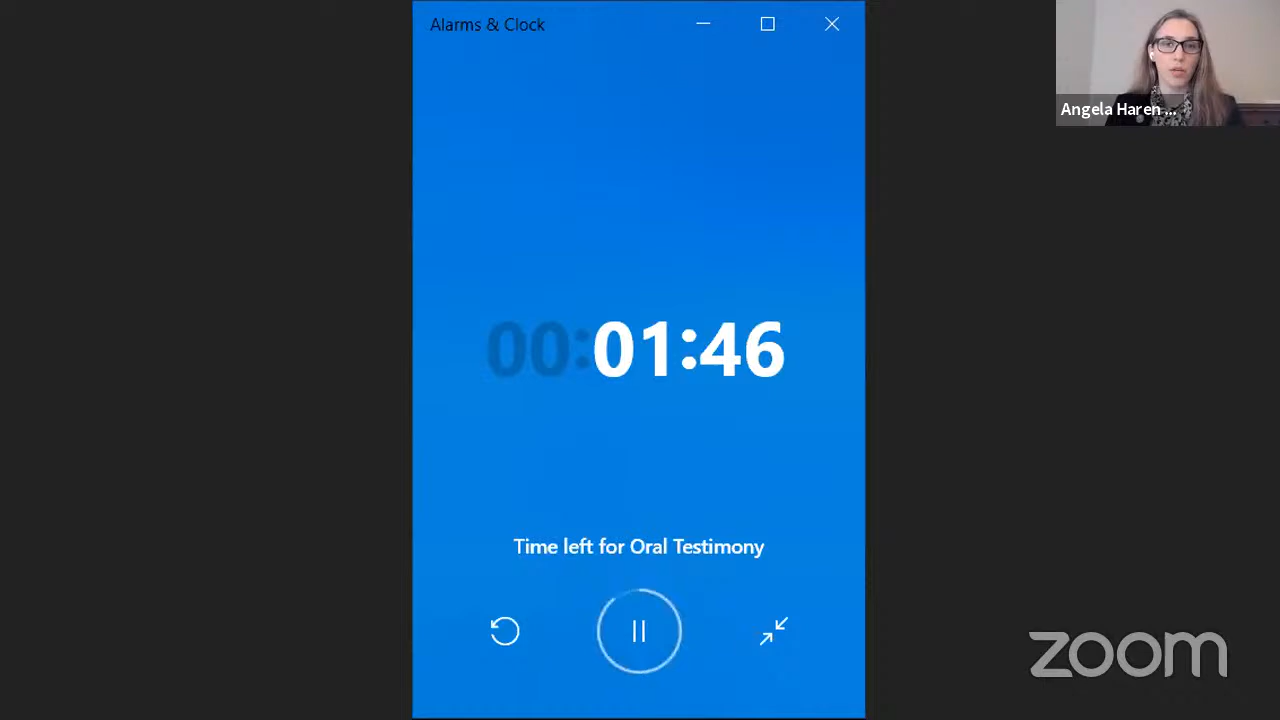 Alarms & Clock
Angela Haren ...
00:01:46
Time left for Oral Testimony
zoom